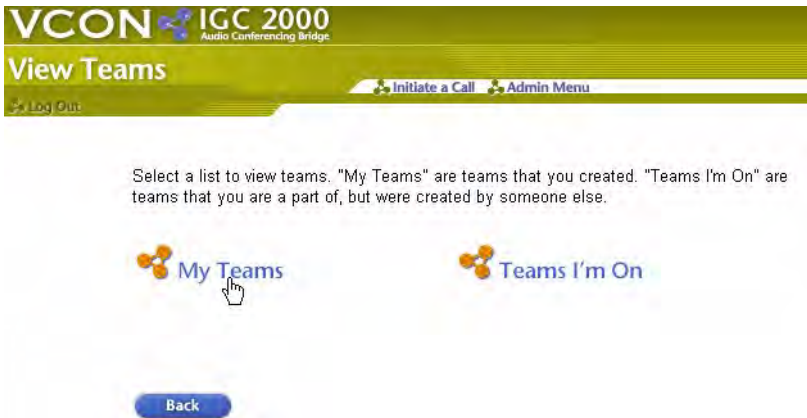 VCON IGC 2000
Audio Conferencing Bridge
View Teams
Initiate a Call Admin Menu
Log Out
Select a list to view teams. "My Teams" are teams that you created. "Teams I'm On" are
teams that you are a part of, but were created by someone else.
My Teams Teams I'm On
Back